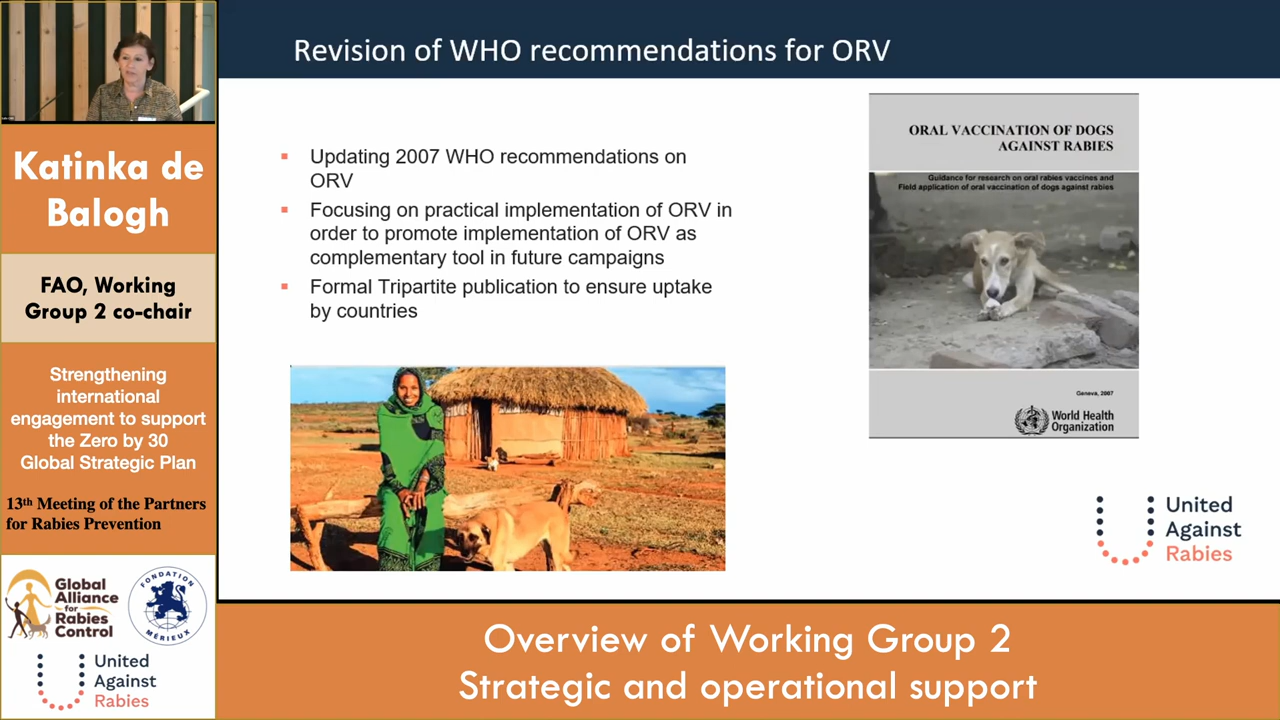 Katinka de
Balogh
FAO, Working
Group 2 co-chair
Strengthening
international
engagement to support
the Zero by 30
Global Strategic Plan
13th Meeting of the Partners
for Rabies Prevention
Global
Alliance
for
Rabies
Control
FONDATION
MÉRIEUX
United
Against
Rabies
Revision of WHO recommendations for ORV
▪ Updating 2007 WHO recommendations on
ORV
▪ Focusing on practical implementation of ORV in
order to promote implementation of ORV as
complementary tool in future campaigns
▪ Formal Tripartite publication to ensure uptake
by countries
ORAL VACCINATION OF DOGS
AGAINST RABIES
Guidance for research on oral rabies vaccines and
Field application of oral vaccination of dogs against rabies
Geneva, 2007
World Health
Organization
United
Against
Rabies
Overview of Working Group 2
Strategic and operational support